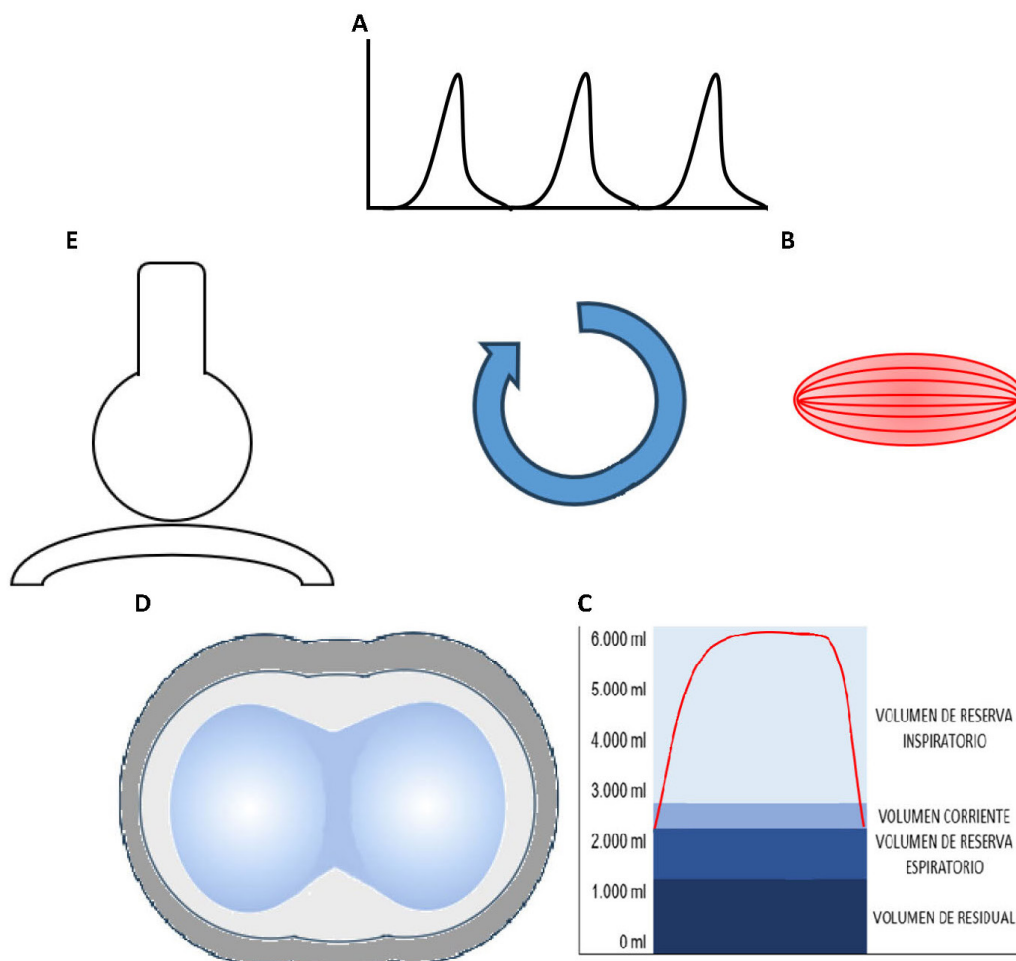 A
E
B
D
C
6.000 ml
5.000 ml
4.000 ml
3.000 ml
2.000 ml
1.000 ml
0 ml
VOLUMEN DE RESERVA
INSPIRATORIO
VOLUMEN CORRIENTE
VOLUMEN DE RESERVA
ESPIRATORIO
VOLUMEN DE RESIDUAL